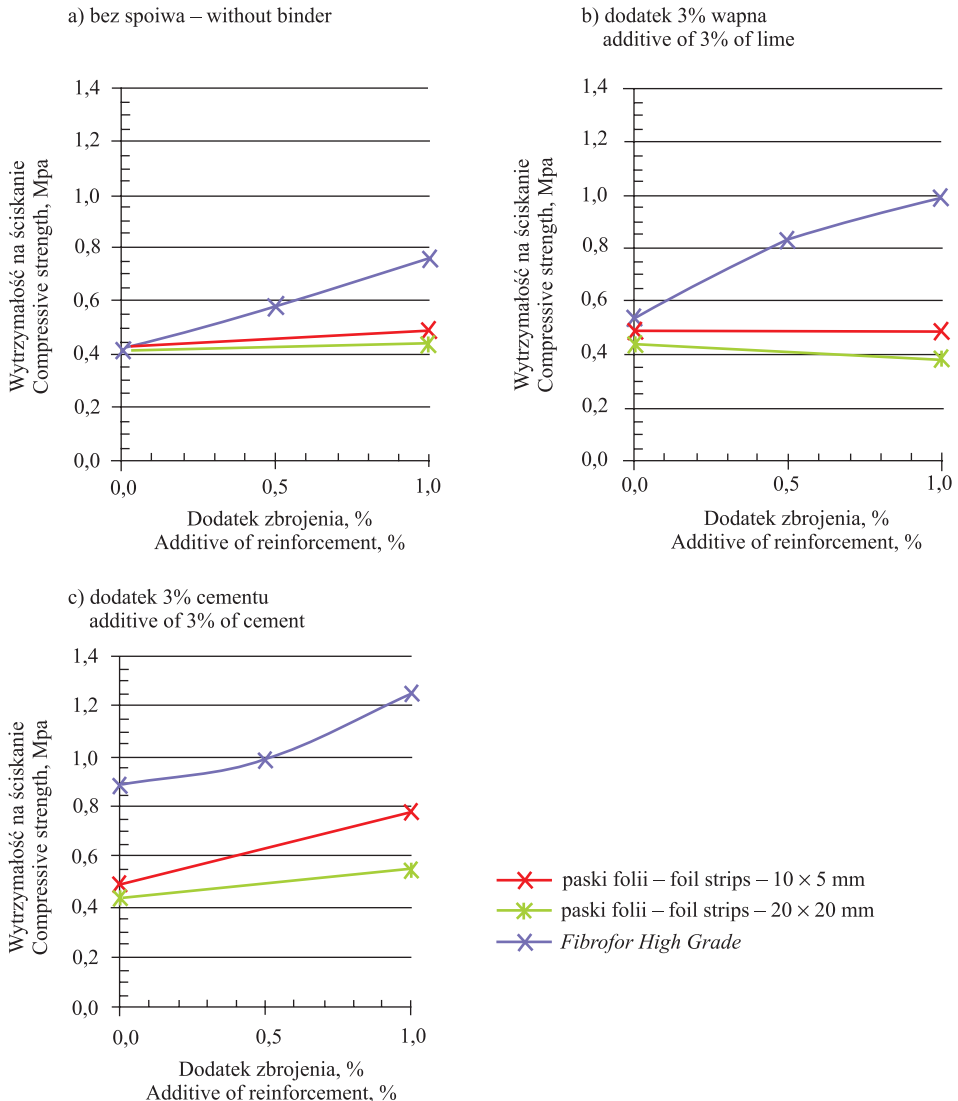 a) bez spoiwa – without binder
Wytrzymałość na ściskanie
Compressive strength, Mpa
1,4
1,2
1,0
0,8
0,6
0,4
0,2
0,0
0,0 0,5 1,0
Dodatek zbrojenia, %
Additive of reinforcement, %
b) dodatek 3% wapna
additive of 3% of lime
Wytrzymałość na ściskanie
Compressive strength, Mpa
1,4
1,2
1,0
0,8
0,6
0,4
0,2
0,0
0,0 0,5 1,0
Dodatek zbrojenia, %
Additive of reinforcement, %
c) dodatek 3% cementu
additive of 3% of cement
Wytrzymałość na ściskanie
Compressive strength, Mpa
1,4
1,2
1,0
0,8
0,6
0,4
0,2
0,0
0,0 0,5 1,0
Dodatek zbrojenia, %
Additive of reinforcement, %
paski folii – foil strips – 10 × 5 mm
paski folii – foil strips – 20 × 20 mm
Fibrofor High Grade